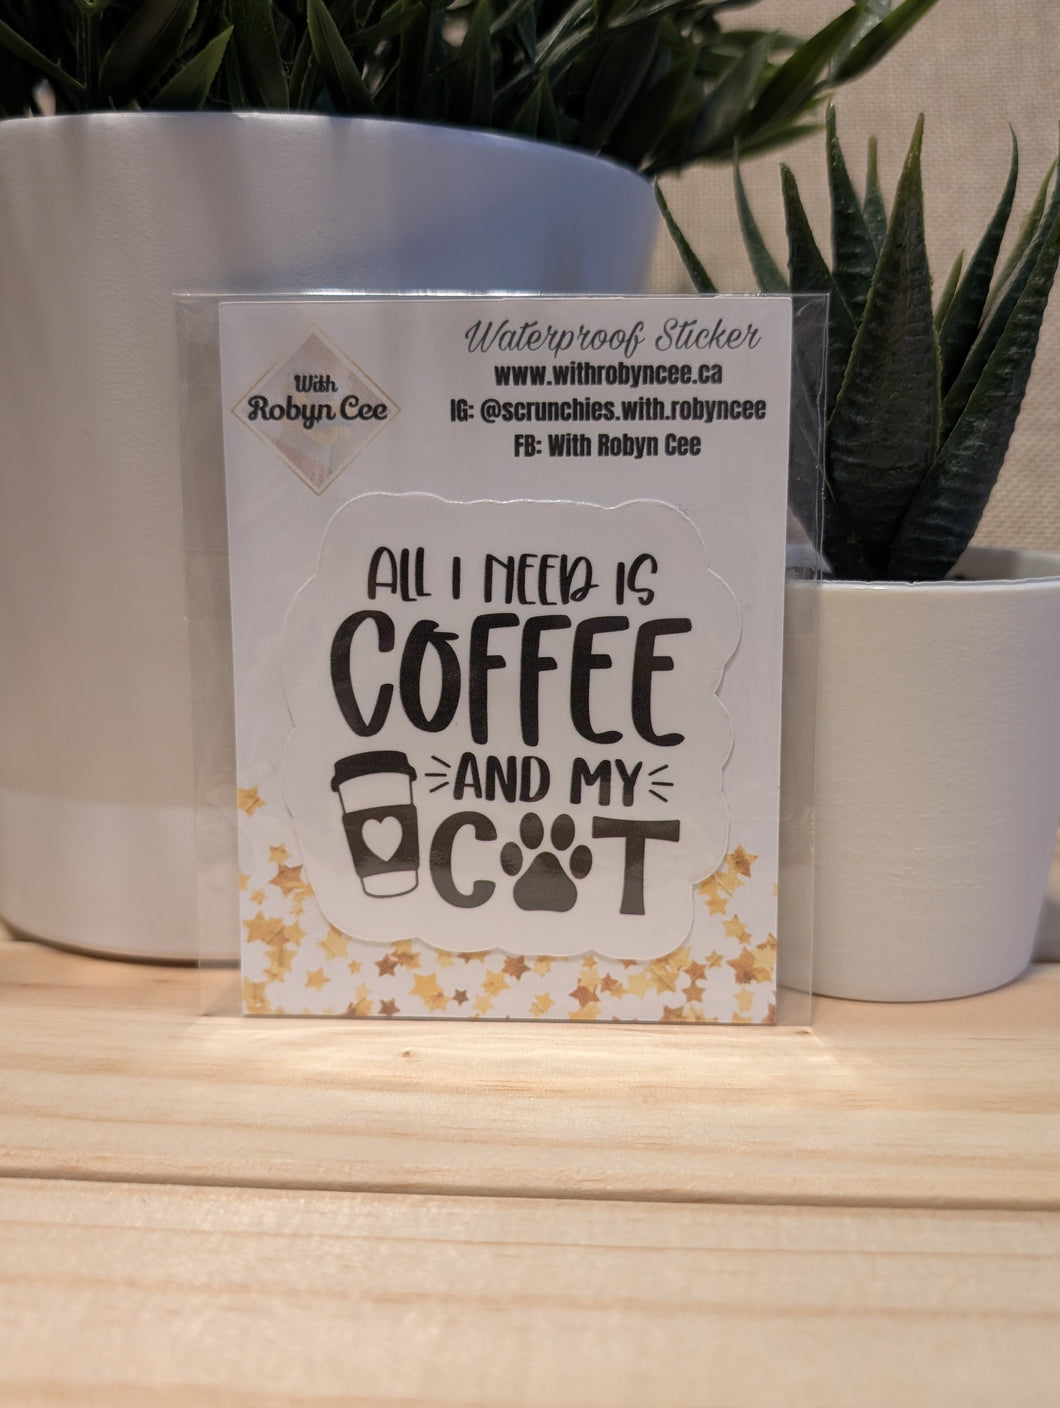 With
Robyn Cee
Waterproof Sticker
www.withrobyncee.ca
IG: @scrunchies.with.robyncee
FB: With Robyn Cee
ALL I NEED IS
COFFEE
AND MY
CT